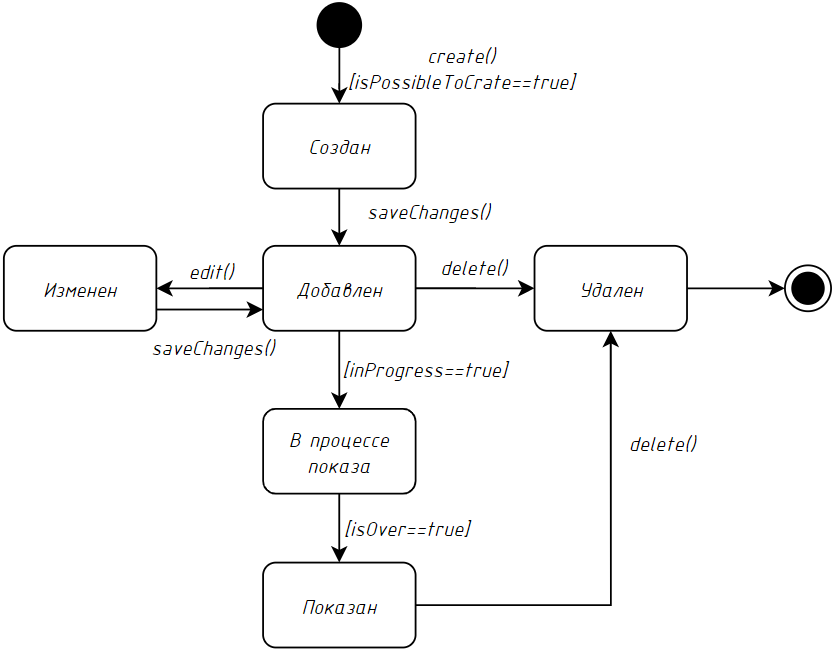 create()
[isPossibleToCrate==true]
Создан
saveChanges()
Изменен
edit()
Добавлен
delete()
Удален
saveChanges()
[inProgress==true]
В процессе
показа
delete()
[isOver==true]
Показан